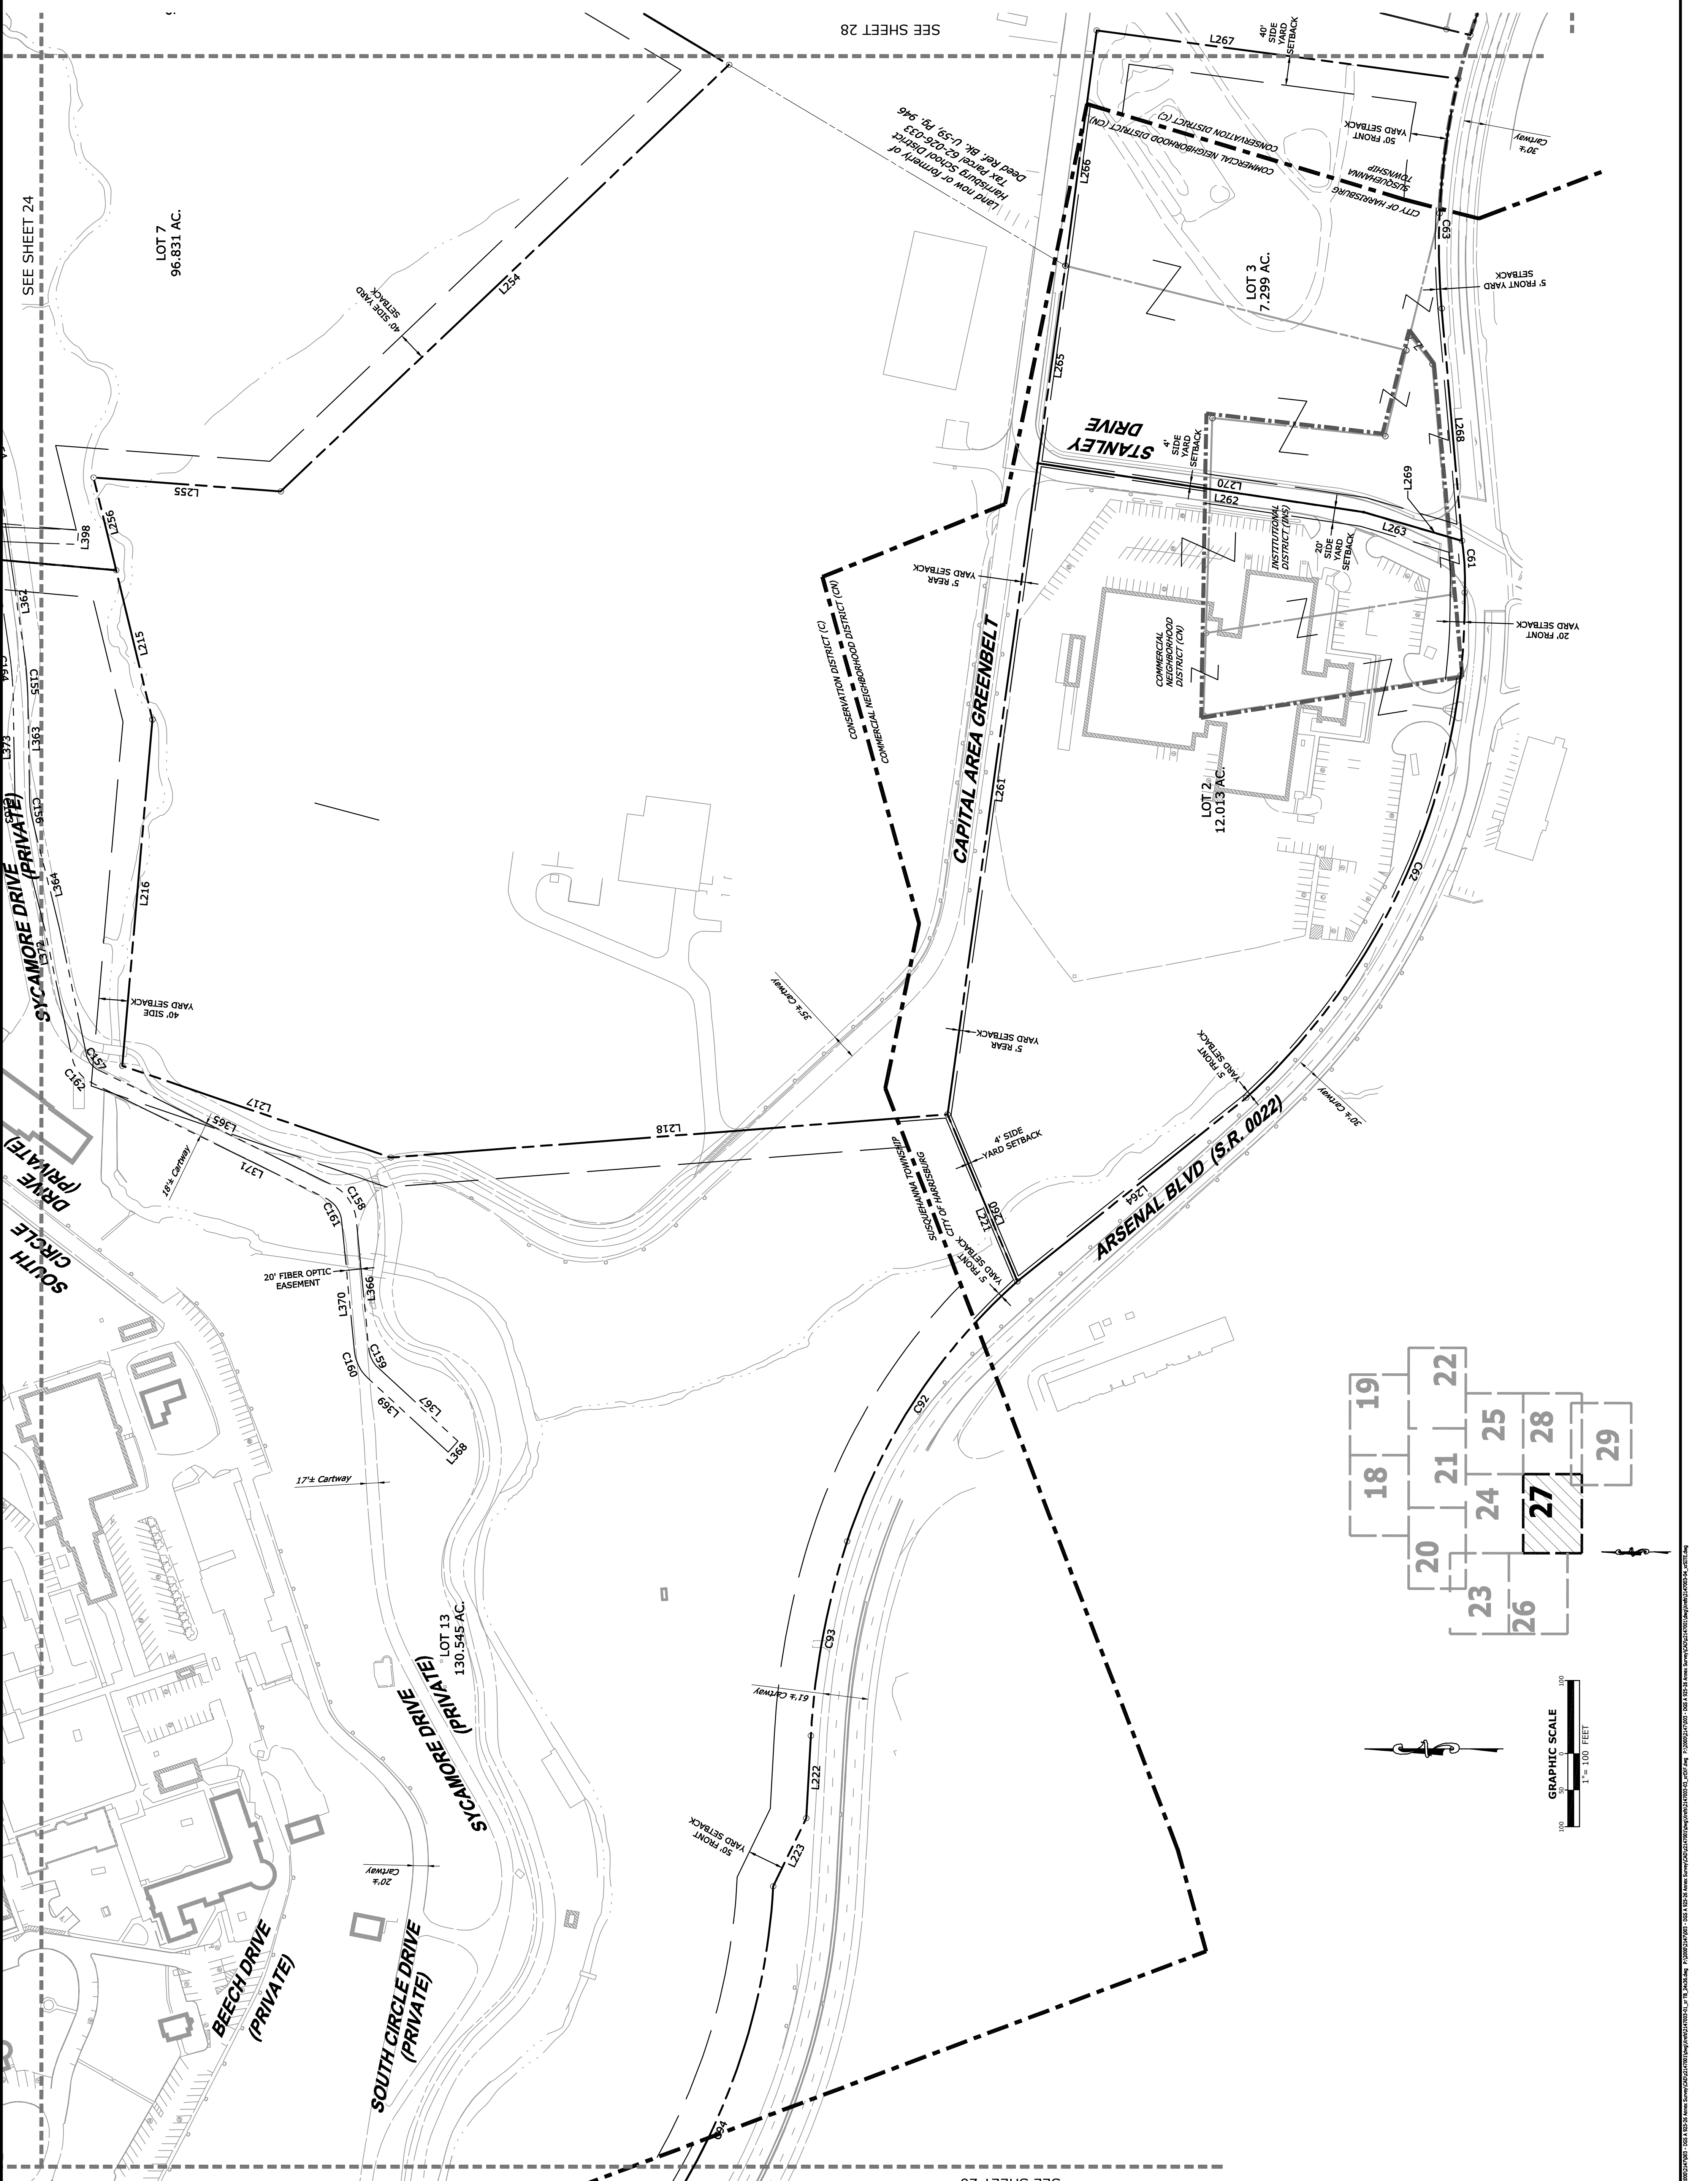 SEE SHEET 28
SEE SHEET 24
LOT 7
96.831 AC.
40' SIDE YARD
SETBACK
L254
L255
L256
L398
L215
L216
L362
C155
L363
L373
C156
L364
L372
SYCAMORE DRIVE
(PRIVATE)
40' SIDE
YARD SETBACK
C157
C162
L217
L365
L371
18'± Cartway
C161
C158
L218
20' FIBER OPTIC
EASEMENT
L370
L366
C160
C159
L369
L367
L368
17'± Cartway
DRIVE
(PRIVATE)
SOUTH
CIRCLE
Land now or formerly of
Harrisburg School District
Tax Parcel 62-026-033
Deed Ref. Bk. U-59, Pg. 946
L267
40'
SIDE
YARD
SETBACK
CONSERVATION DISTRICT (C)
COMMERCIAL NEIGHBORHOOD DISTRICT (CN)
50' FRONT
YARD SETBACK
30'±
Cartway
SUSQUEHANNA
TOWNSHIP
CITY OF HARRISBURG
L266
C63
5' FRONT YARD
SETBACK
LOT 3
7.299 AC.
L265
L268
STANLEY
DRIVE
4'
SIDE
YARD
SETBACK
L269
L270
L262
L263
INSTITUTIONAL
DISTRICT (INS)
20'
SIDE
YARD
SETBACK
C61
20' FRONT
YARD SETBACK
5' REAR
YARD SETBACK
CONSERVATION DISTRICT (C)
COMMERCIAL NEIGHBORHOOD DISTRICT (CN)
COMMERCIAL
NEIGHBORHOOD
DISTRICT (CN)
CAPITAL AREA GREENBELT
L261
LOT 2
12.013 AC.
C62
35'± Cartway
5' REAR
YARD SETBACK
5' FRONT
YARD SETBACK
30'± Cartway
4' SIDE
YARD SETBACK
SUSQUEHANNA TOWNSHIP
CITY OF HARRISBURG
L260
L221
5' FRONT
YARD SETBACK
L264
ARSENAL BLVD (S.R. 0022)
C92
C93
61'± Cartway
L222
L223
50' FRONT
YARD SETBACK
C94
LOT 13
130.545 AC.
SYCAMORE DRIVE
(PRIVATE)
20'±
Cartway
BEECH DRIVE
(PRIVATE)
SOUTH CIRCLE DRIVE
(PRIVATE)
18
19
20
21
22
23
24
25
26
27
28
29
GRAPHIC SCALE
100
50
0
100
1"= 100 FEET